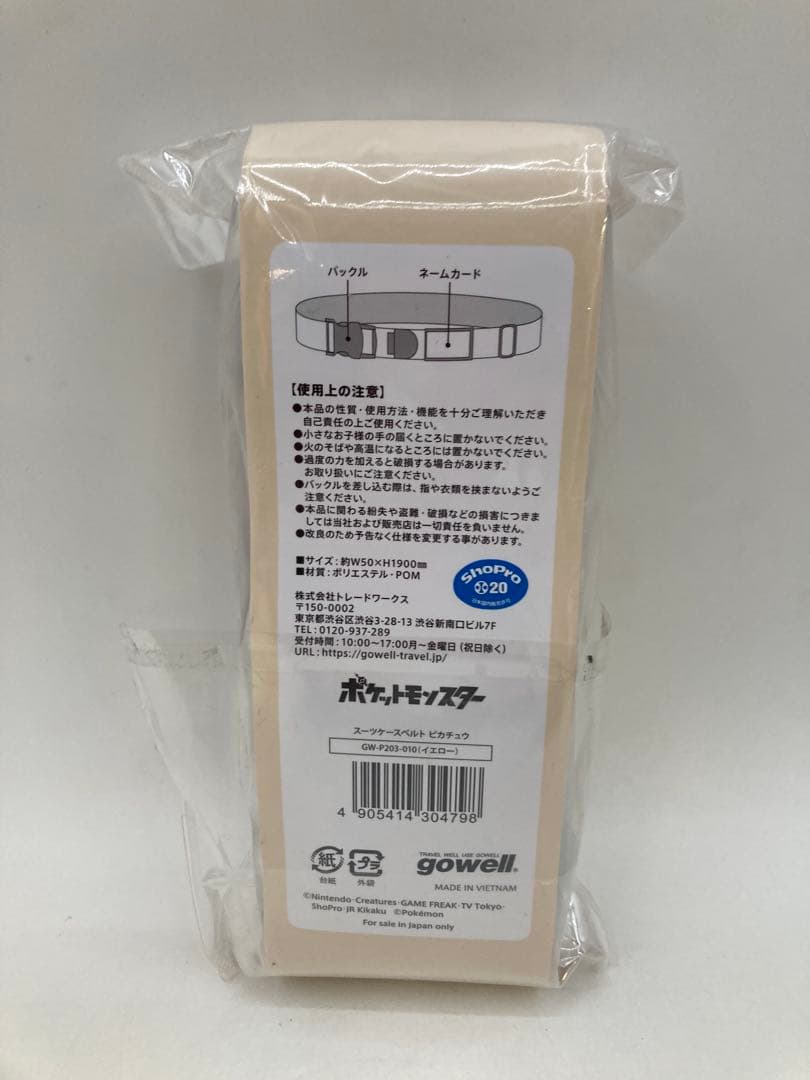 バックル ネームカード
【使用上の注意】
●本品の性質・使用方法・機能を十分ご理解いただき
自己責任の上ご使用ください。
●小さなお子様の手の届くところに置かないでください。
●火のそばや高温になるところには置かないでください。
●過度の力を加えると破損する場合があります。
お取り扱いにご注意ください。
●バックルを差し込む際は、指や衣類を挟まないようご
注意ください。
●本品に関わる紛失や盗難・破損などの損害につきま
しては当社および販売店は一切責任を負いません。
●改良のため予告なく仕様を変更する事があります。
■サイズ:約W50×H1900㎜
■材質:ポリエステル・POM
ShoPro
20
日本国内販売許可
株式会社トレードワークス
〒150-0002
東京都渋谷区渋谷3-28-13 渋谷新南口ビル7F
TEL:0120-937-289
受付時間:10:00〜17:00月〜金曜日(祝日除く)
URL:https://gowell-travel.jp/
ポケットモンスター
スーツケースベルト ピカチュウ
GW-P203-010(イエロー)
4 905414 304798
紙 プラ
台紙 外袋
TRAVEL WELL USE GOWELL
gowell®
MADE IN VIETNAM
©Nintendo・Creatures・GAME FREAK・TV Tokyo・
ShoPro・JR Kikaku ©Pokémon
For sale in Japan only